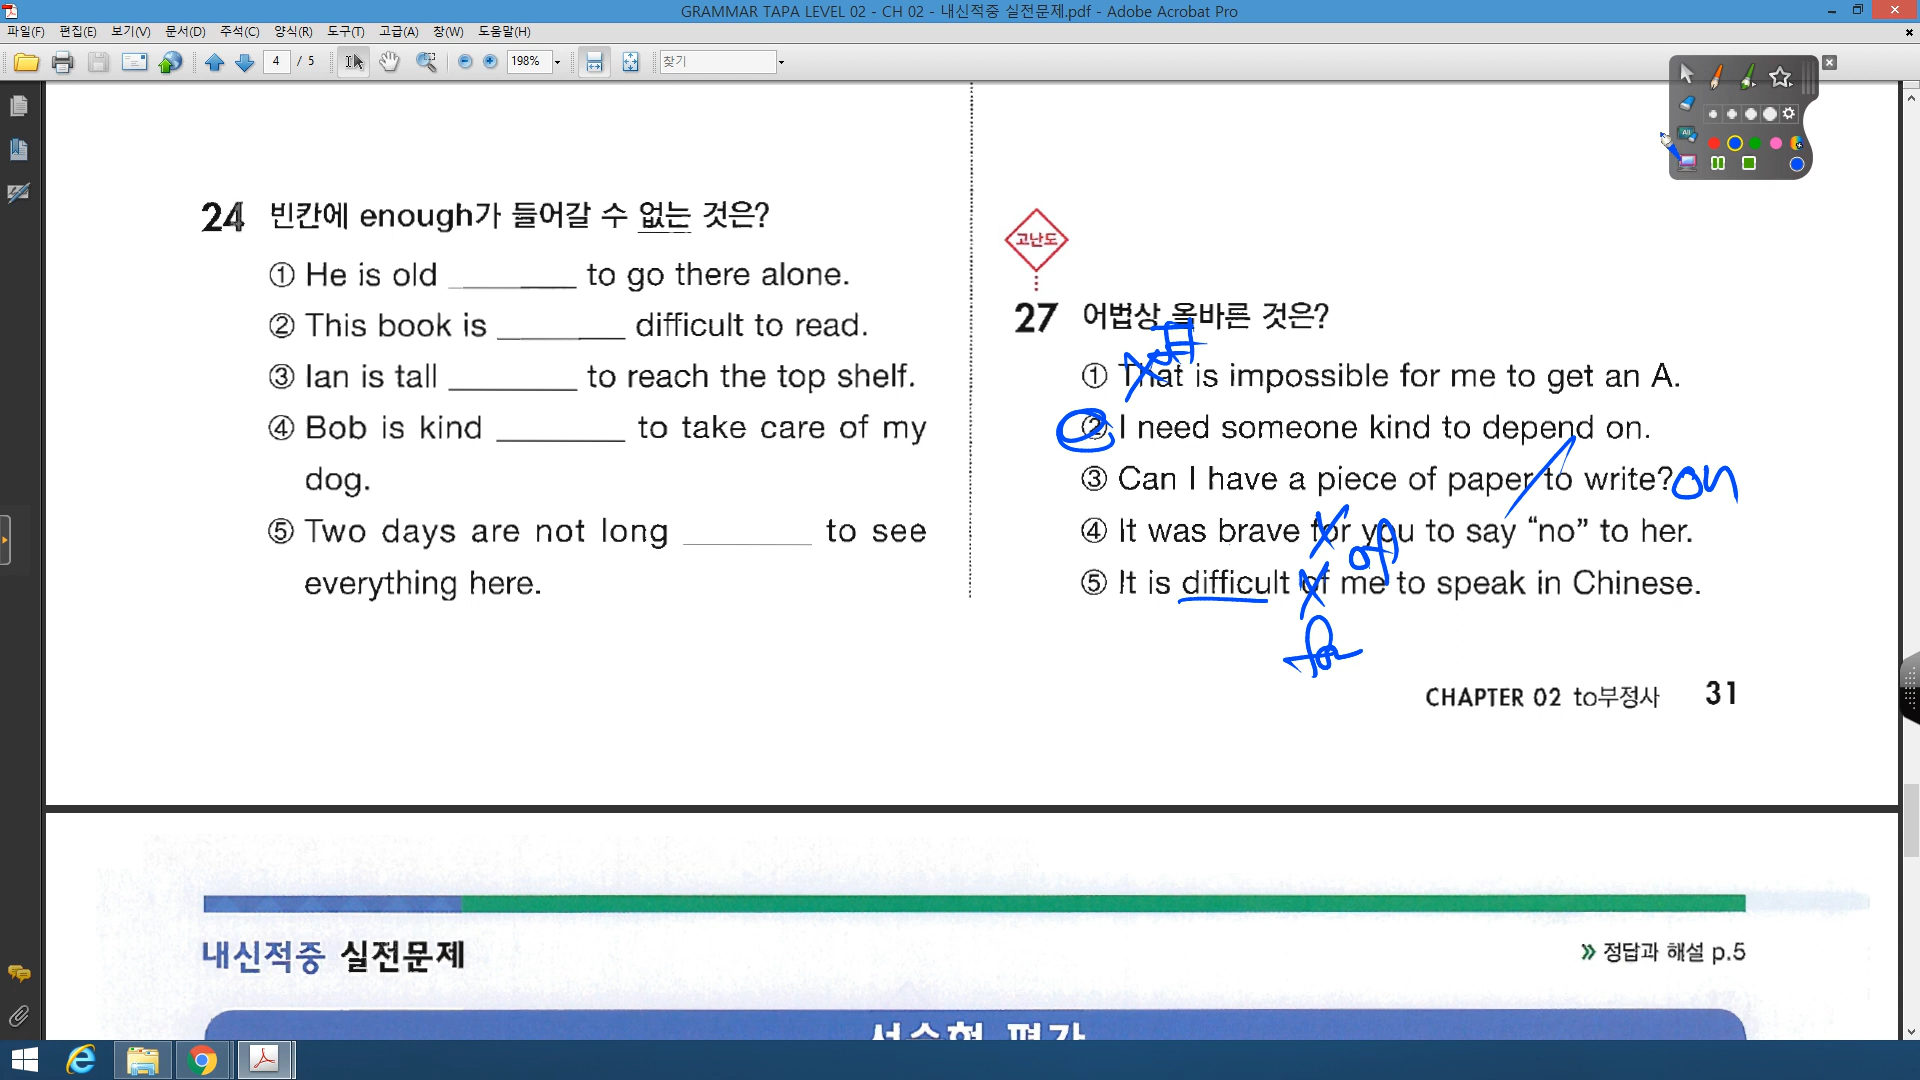 GRAMMAR TAPA LEVEL 02 - CH 02 - 내신적중 실전문제.pdf - Adobe Acrobat Pro
파일(F) 편집(E) 보기(V) 문서(D) 주석(C) 양식(R) 도구(T) 고급(A) 창(W) 도움말(H)
4 / 5 198% 찾기
24 빈칸에 enough가 들어갈 수 없는 것은?
① He is old ________ to go there alone.
② This book is ________ difficult to read.
③ Ian is tall ________ to reach the top shelf.
④ Bob is kind ________ to take care of my
dog.
⑤ Two days are not long ________ to see
everything here.
고난도
27 어법상 올바른 것은?
① That is impossible for me to get an A.
② I need someone kind to depend on.
③ Can I have a piece of paper to write? on
④ It was brave for you to say “no” to her.
of
⑤ It is difficult of me to speak in Chinese.
for
CHAPTER 02 to부정사 31
내신적중 실전문제
» 정답과 해설 p.5